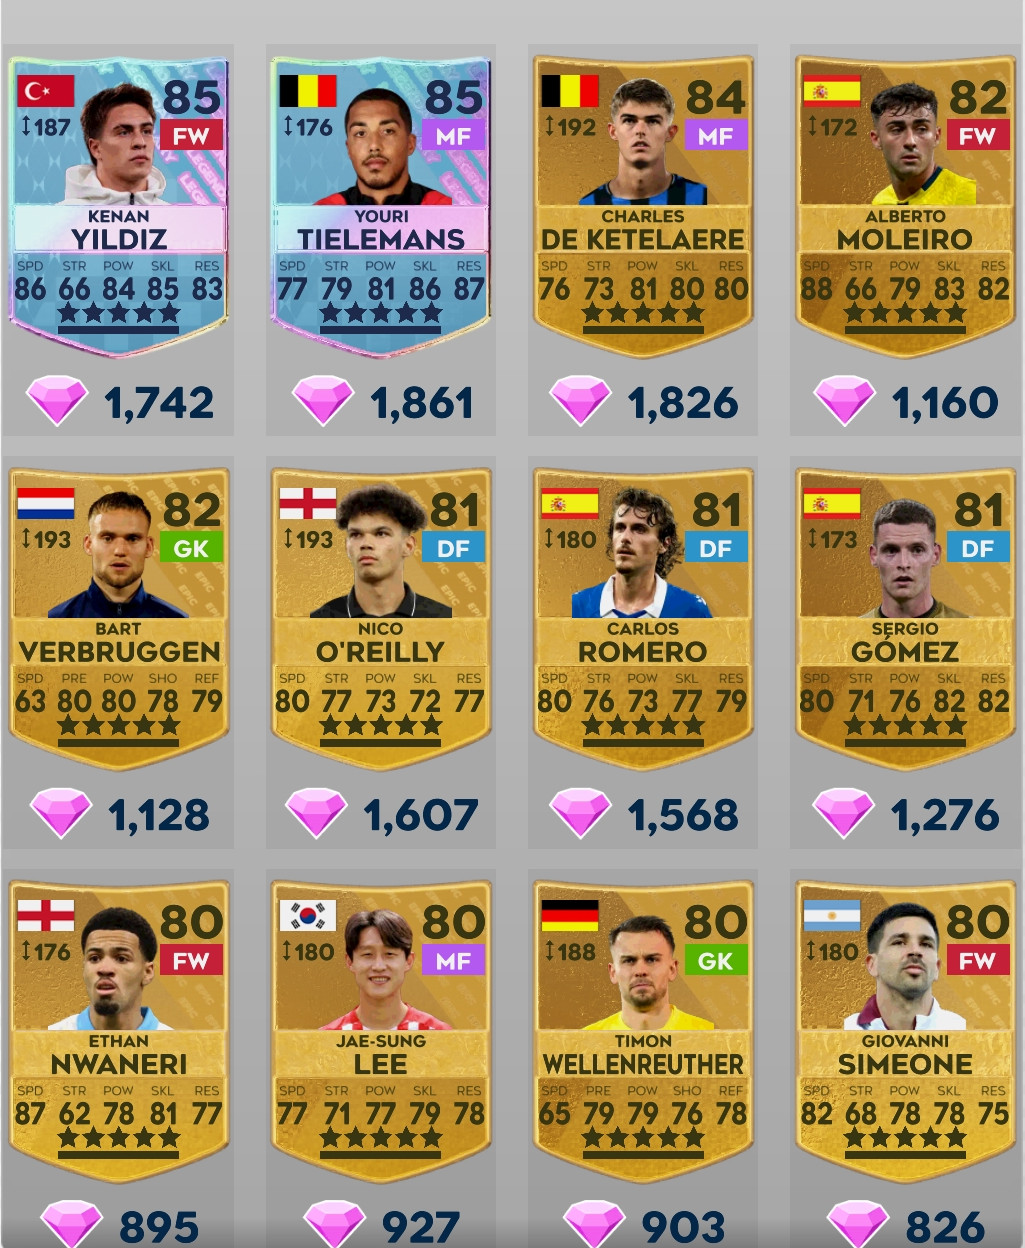 85
187
FW
KENAN
YILDIZ
SPD STR POW SKL RES
86 66 84 85 83
1,742
85
176
MF
YOURI
TIELEMANS
SPD STR POW SKL RES
77 79 81 86 87
1,861
84
192
MF
CHARLES
DE KETELAERE
SPD STR POW SKL RES
76 73 81 80 80
1,826
82
172
FW
ALBERTO
MOLEIRO
SPD STR POW SKL RES
88 66 79 83 82
1,160
82
193
GK
BART
VERBRUGGEN
SPD PRE POW SHO REF
63 80 80 78 79
1,128
81
193
DF
NICO
O'REILLY
SPD STR POW SKL RES
80 77 73 72 77
1,607
81
180
DF
CARLOS
ROMERO
SPD STR POW SKL RES
80 76 73 77 79
1,568
81
173
DF
SERGIO
GÓMEZ
SPD STR POW SKL RES
80 71 76 82 82
1,276
80
176
FW
ETHAN
NWANERI
SPD STR POW SKL RES
87 62 78 81 77
895
80
180
MF
JAE-SUNG
LEE
SPD STR POW SKL RES
77 71 77 79 78
927
80
188
GK
TIMON
WELLENREUTHER
SPD PRE POW SHO REF
65 79 79 76 78
903
80
180
FW
GIOVANNI
SIMEONE
SPD STR POW SKL RES
82 68 78 78 75
826